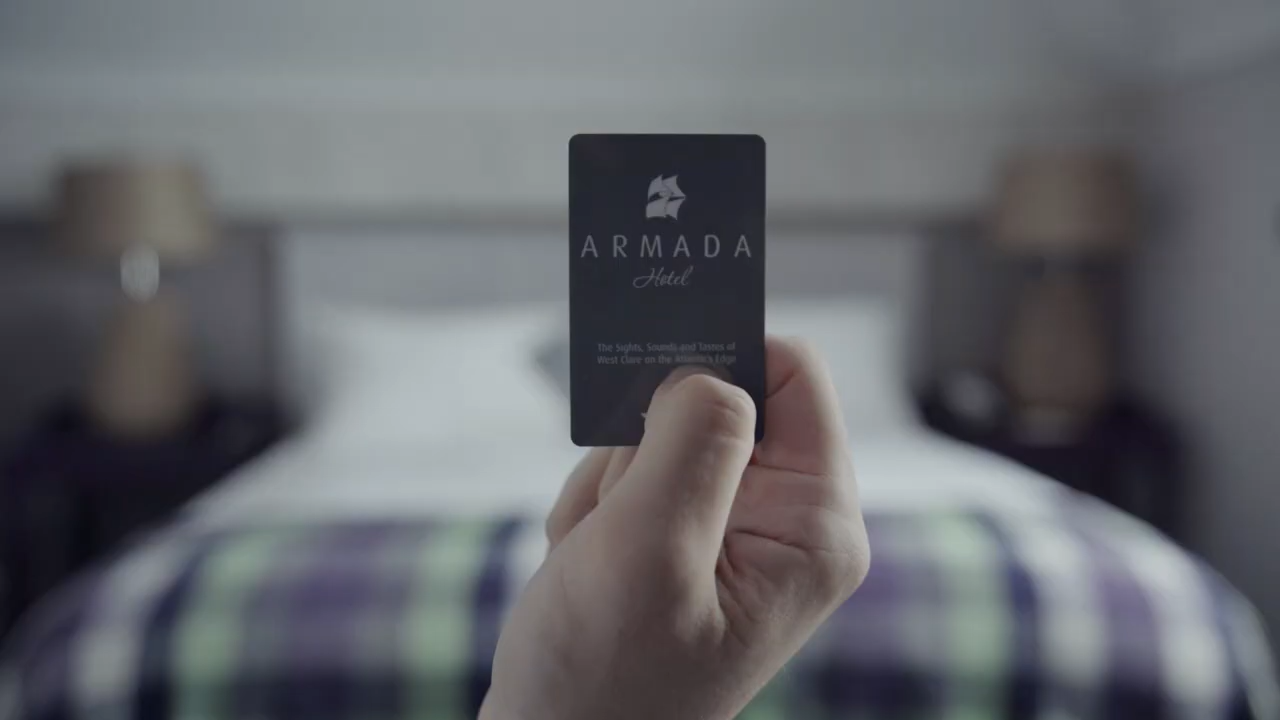 ARMADA
Hotel
The Sights, Sounds and Tastes of
West Clare on the Atlantic's Edge